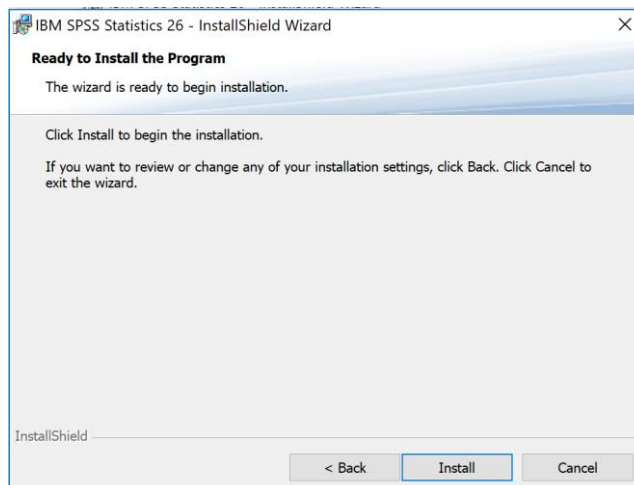 IBM SPSS Statistics 26 - InstallShield Wizard
Ready to Install the Program
The wizard is ready to begin installation.
Click Install to begin the installation.
If you want to review or change any of your installation settings, click Back. Click Cancel to
exit the wizard.
InstallShield
< Back
Install
Cancel